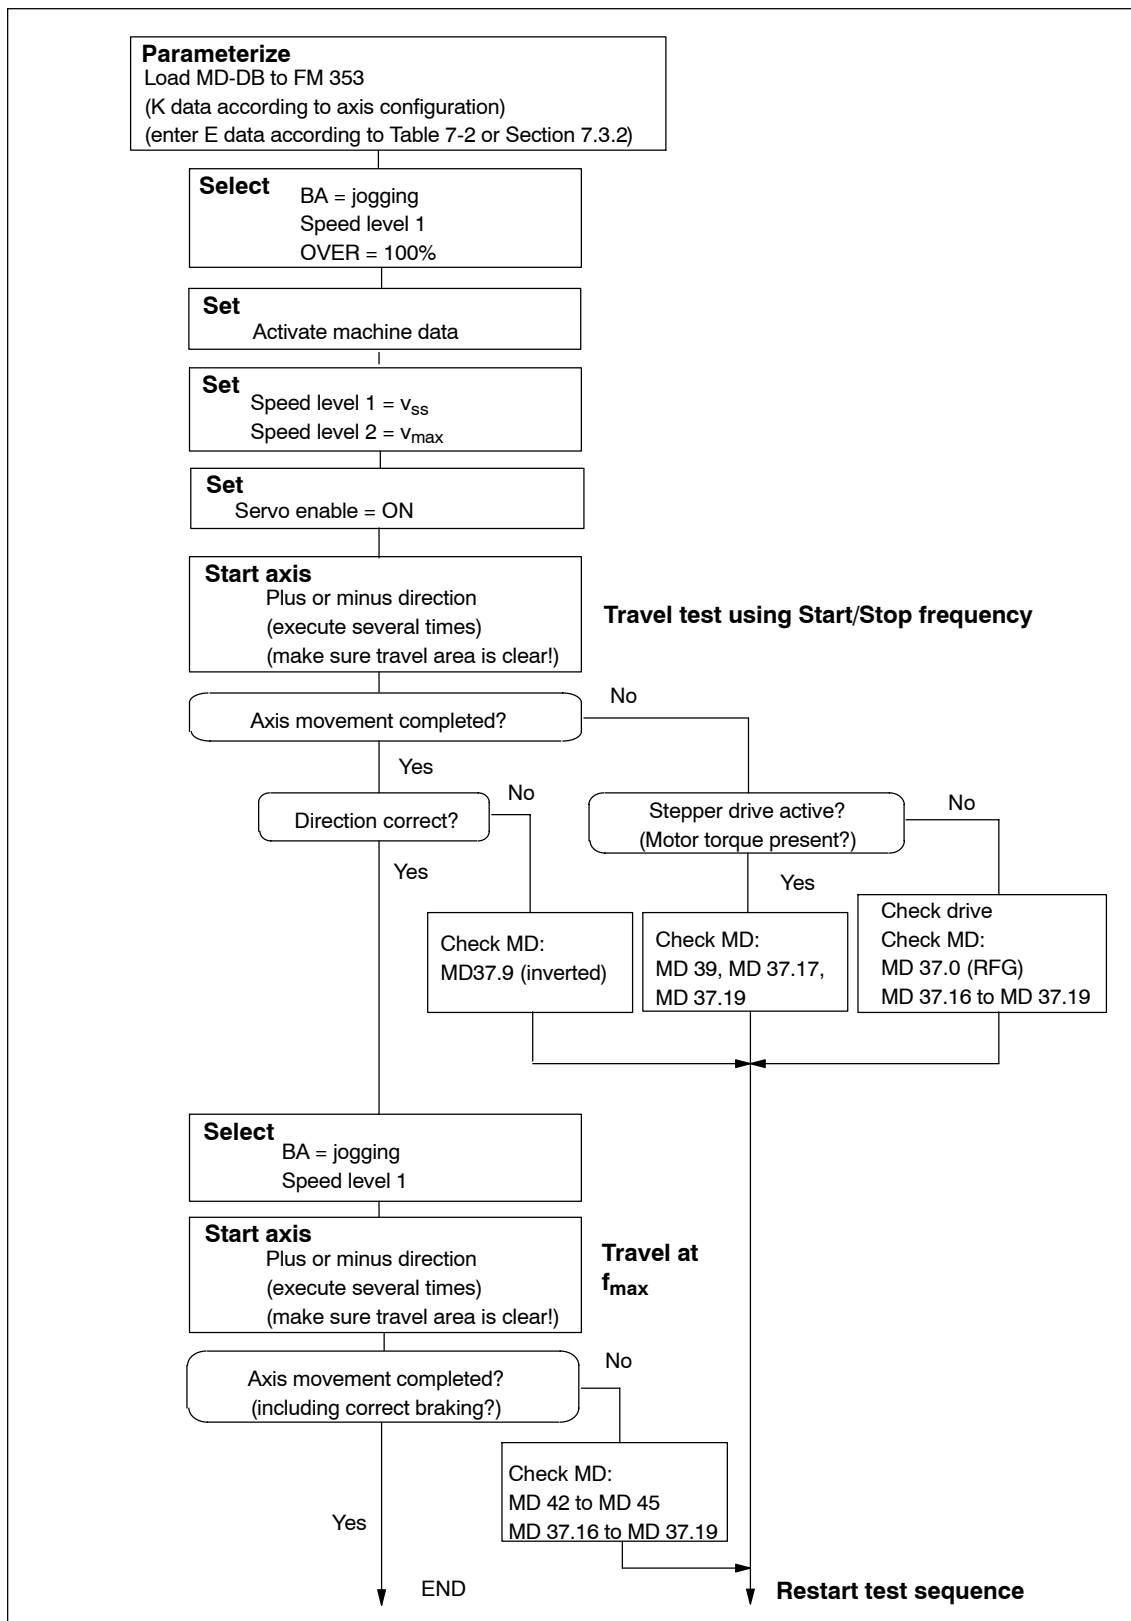 Parameterize
Load MD-DB to FM 353
(K data according to axis configuration)
(enter E data according to Table 7-2 or Section 7.3.2)
Select
BA = jogging
Speed level 1
OVER = 100%
Set
Activate machine data
Set
Speed level 1 = vss
Speed level 2 = vmax
Set
Servo enable = ON
Start axis
Plus or minus direction
(execute several times)
(make sure travel area is clear!)
Travel test using Start/Stop frequency
Axis movement completed?
No
Yes
Direction correct?
No
Yes
Stepper drive active?
(Motor torque present?)
No
Yes
Check MD:
MD37.9 (inverted)
Check MD:
MD 39, MD 37.17,
MD 37.19
Check drive
Check MD:
MD 37.0 (RFG)
MD 37.16 to MD 37.19
Select
BA = jogging
Speed level 1
Start axis
Plus or minus direction
(execute several times)
(make sure travel area is clear!)
Travel at
fmax
Axis movement completed?
(including correct braking?)
No
Check MD:
MD 42 to MD 45
MD 37.16 to MD 37.19
Yes
END
Restart test sequence